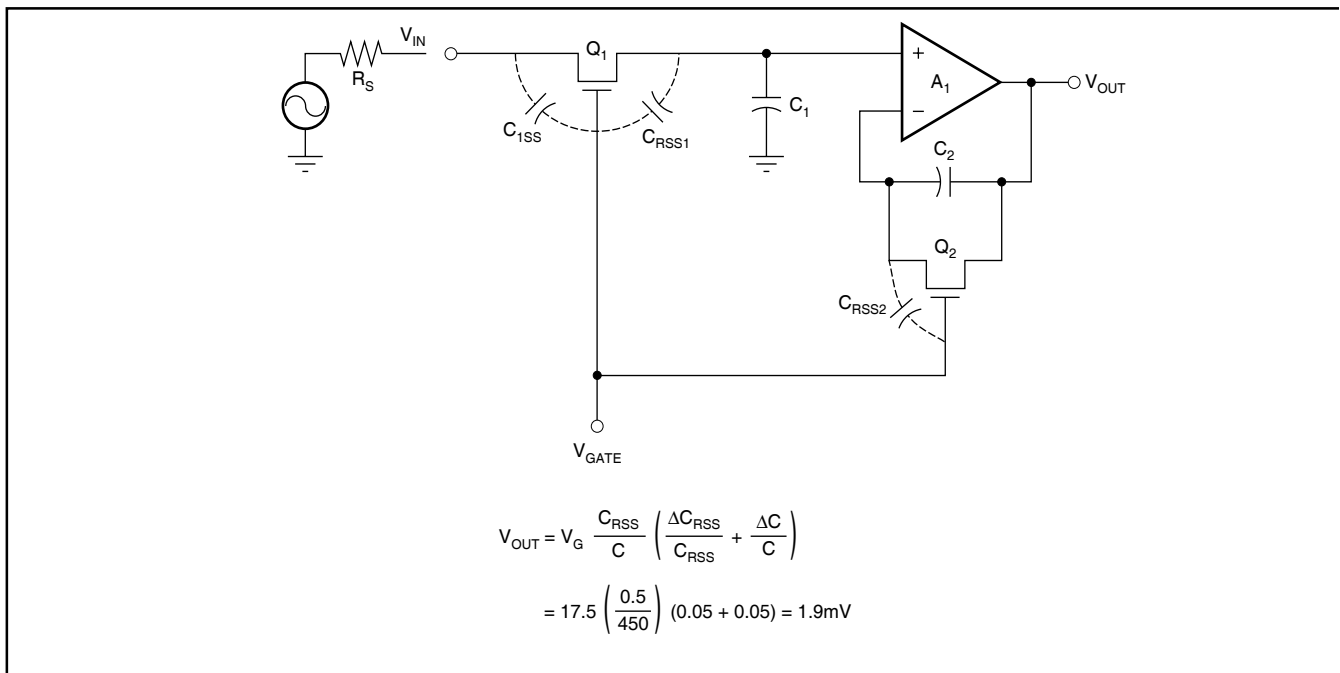 V_IN
R_S
Q_1
C_1SS
C_RSS1
C_1
+
A_1
−
V_OUT
C_2
Q_2
C_RSS2
V_GATE
V_OUT = V_G C_RSS/C (ΔC_RSS/C_RSS + ΔC/C)
= 17.5 (0.5/450) (0.05 + 0.05) = 1.9mV